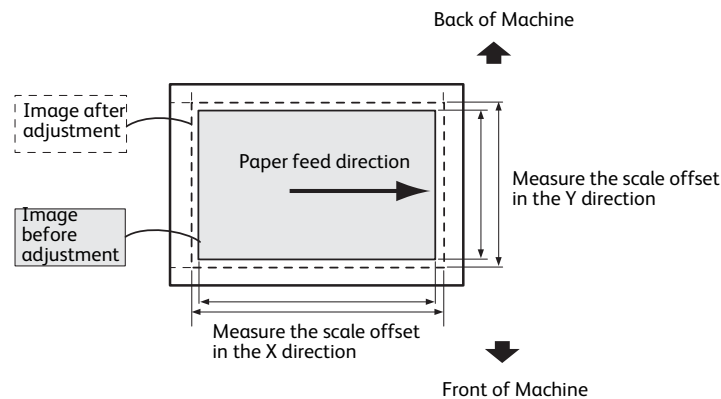 Back of Machine
Image after
adjustment
Paper feed direction
Measure the scale offset
in the Y direction
Image
before
adjustment
Measure the scale offset
in the X direction
Front of Machine